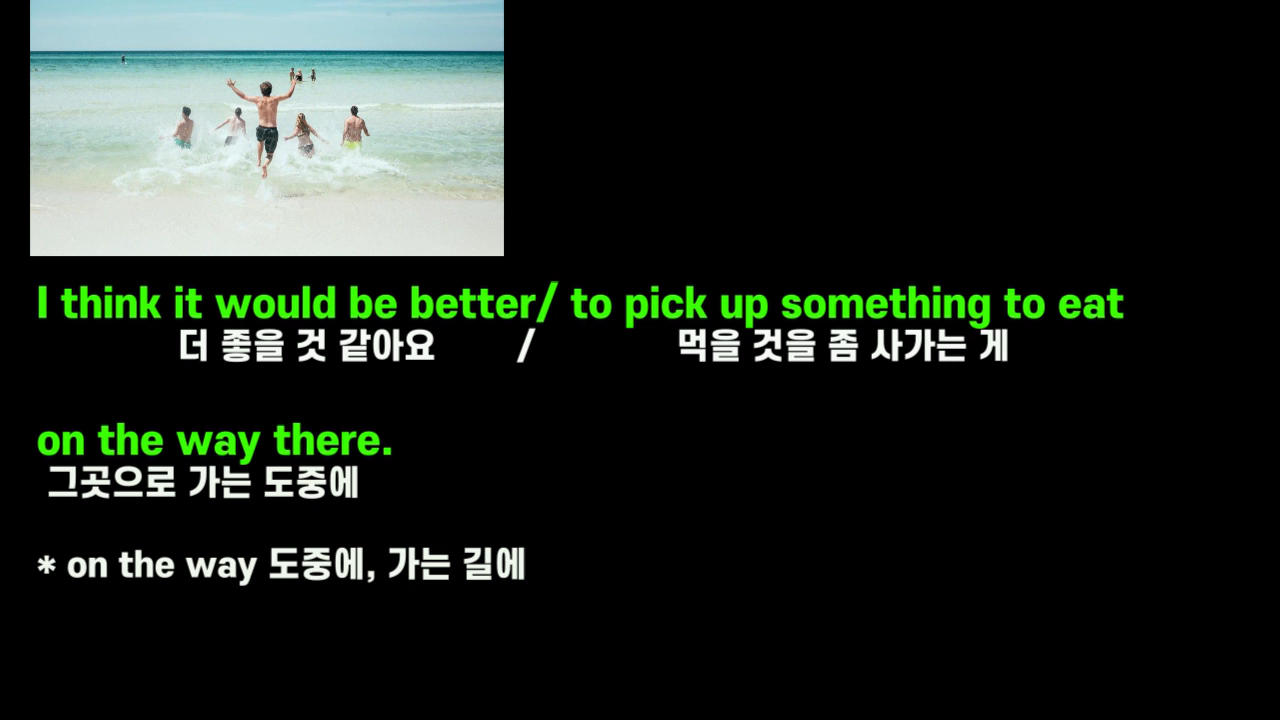 I think it would be better/ to pick up something to eat
더 좋을 것 같아요 / 먹을 것을 좀 사가는 게
on the way there.
그곳으로 가는 도중에
* on the way 도중에, 가는 길에